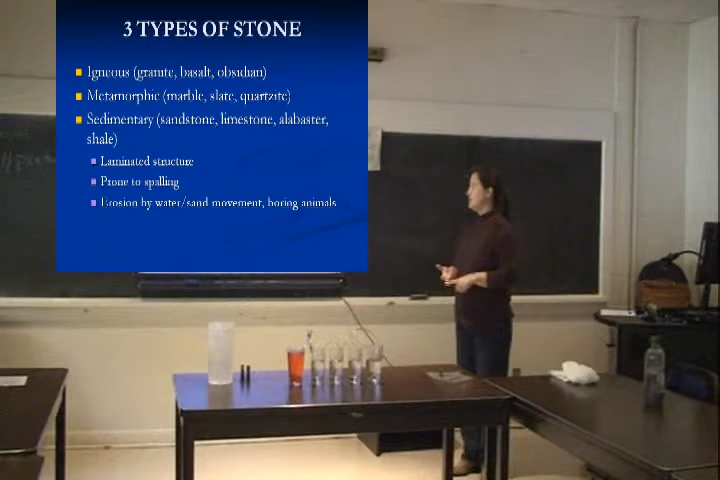 3 TYPES OF STONE
Igneous (granite, basalt, obsidian)
Metamorphic (marble, slate, quartzite)
Sedimentary (sandstone, limestone, alabaster,
shale)
Laminated structure
Prone to spalling
Erosion by water/sand movement, boring animals